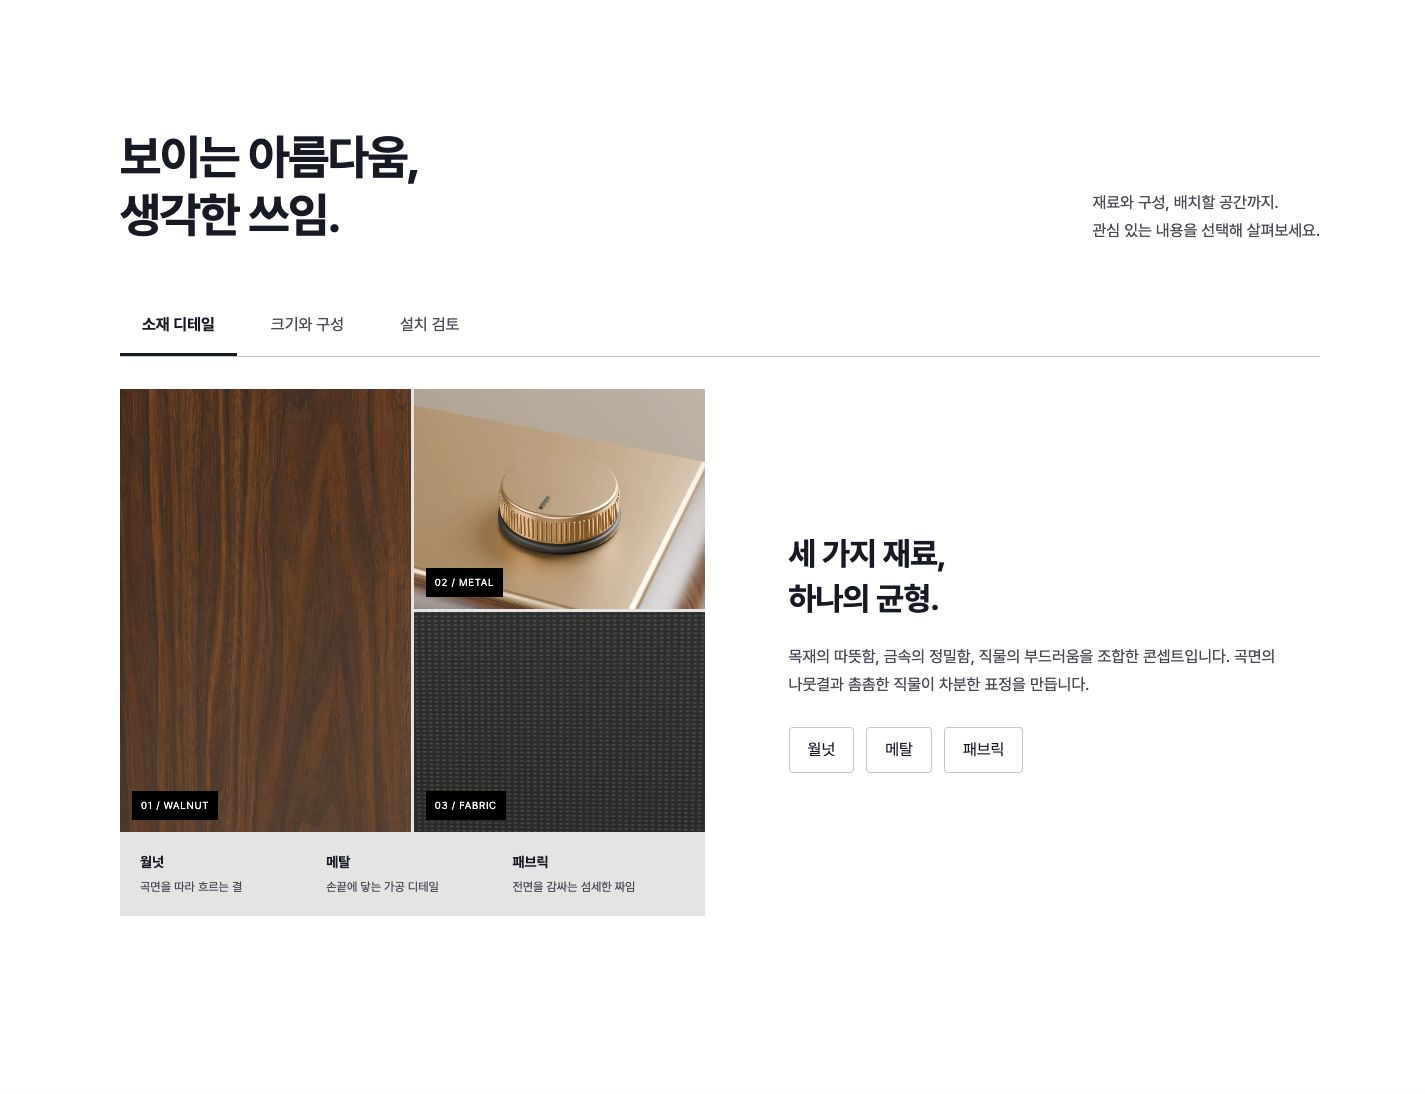 보이는 아름다움,
생각한 쓰임.
재료와 구성, 배치할 공간까지.
관심 있는 내용을 선택해 살펴보세요.
소재 디테일
크기와 구성
설치 검토
01 / WALNUT
02 / METAL
03 / FABRIC
월넛
곡면을 따라 흐르는 결
메탈
손끝에 닿는 가공 디테일
패브릭
전면을 감싸는 섬세한 짜임
세 가지 재료,
하나의 균형.
목재의 따뜻함, 금속의 정밀함, 직물의 부드러움을 조합한 콘셉트입니다. 곡면의
나뭇결과 촘촘한 직물이 차분한 표정을 만듭니다.
월넛
메탈
패브릭